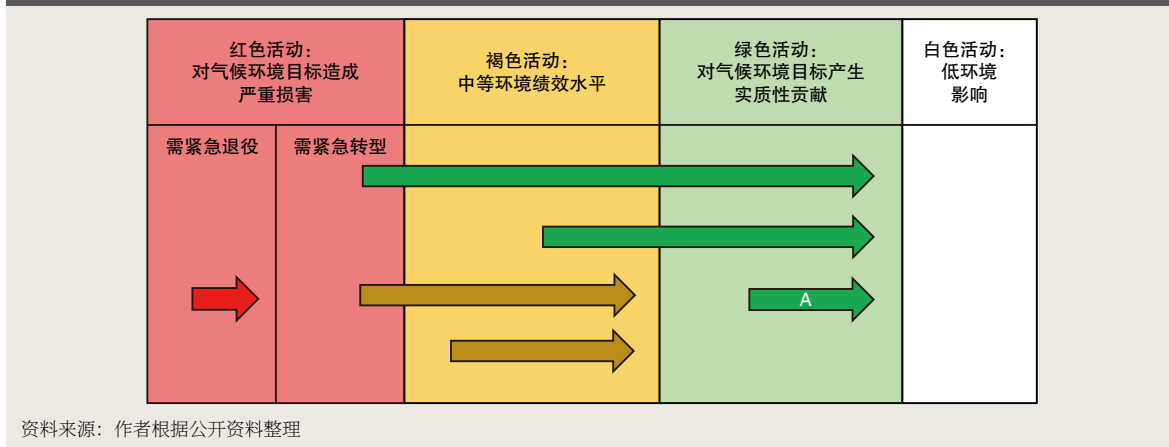 红色活动：
对气候环境目标造成
严重损害
褐色活动：
中等环境绩效水平
绿色活动：
对气候环境目标产生
实质性贡献
白色活动：
低环境
影响
需紧急退役
需紧急转型
A
资料来源：作者根据公开资料整理